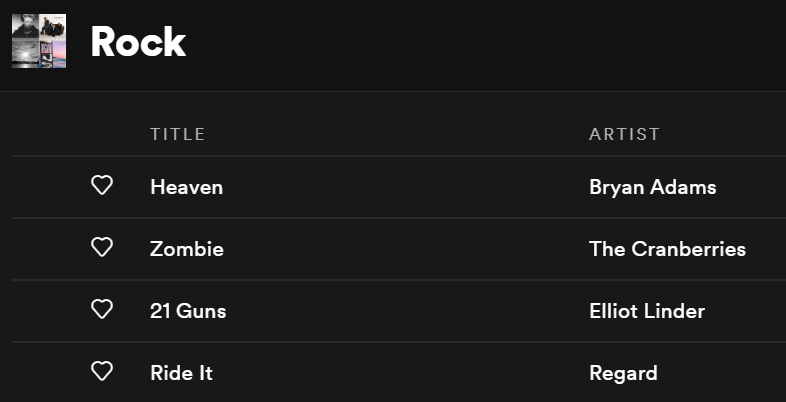 Rock
TITLE ARTIST
Heaven Bryan Adams
Zombie The Cranberries
21 Guns Elliot Linder
Ride It Regard